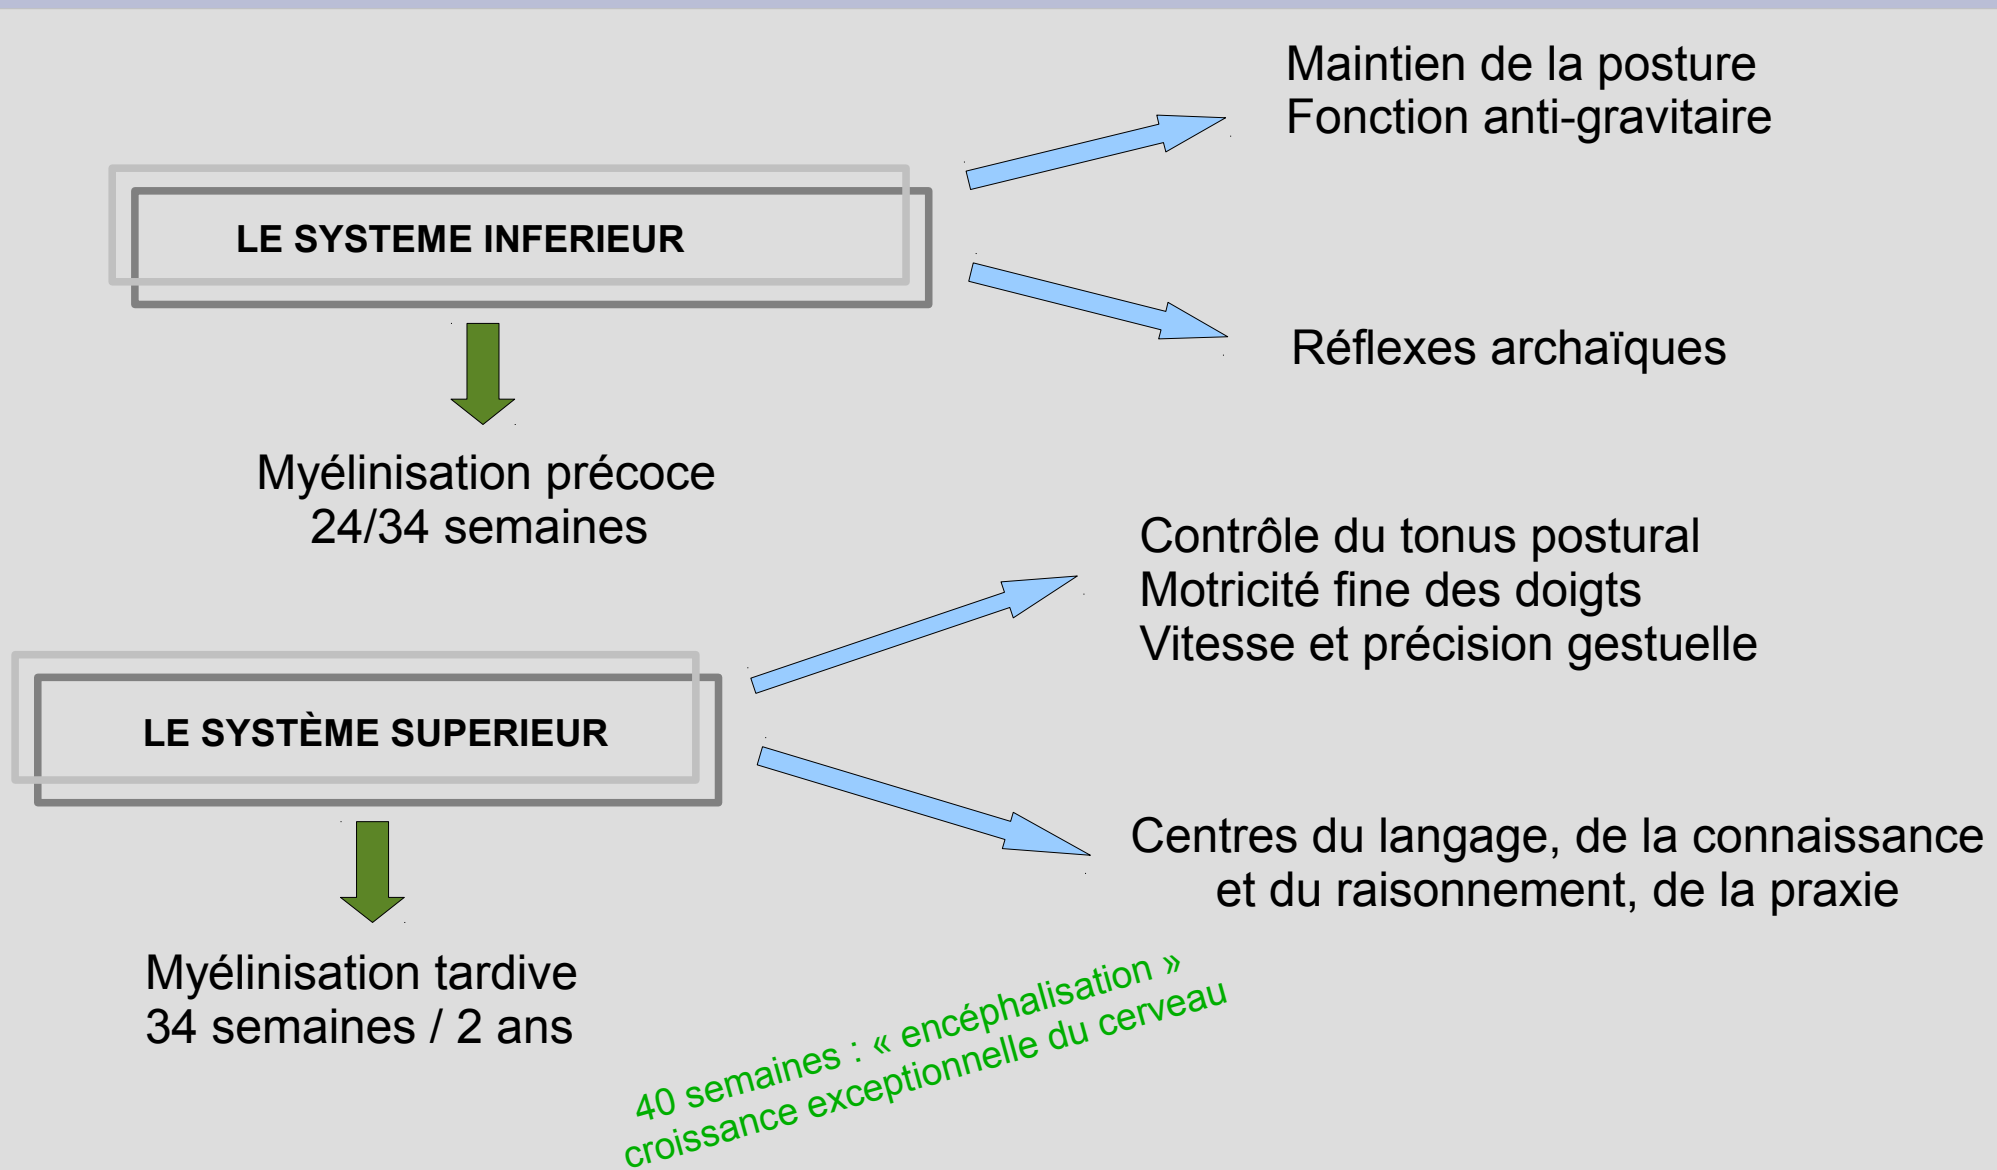 Maintien de la posture
Fonction anti-gravitaire
LE SYSTEME INFERIEUR
Réflexes archaïques
Myélinisation précoce
24/34 semaines
Contrôle du tonus postural
Motricité fine des doigts
Vitesse et précision gestuelle
LE SYSTÈME SUPERIEUR
Centres du langage, de la connaissance
et du raisonnement, de la praxie
Myélinisation tardive
34 semaines / 2 ans
40 semaines : « encéphalisation »
croissance exceptionnelle du cerveau